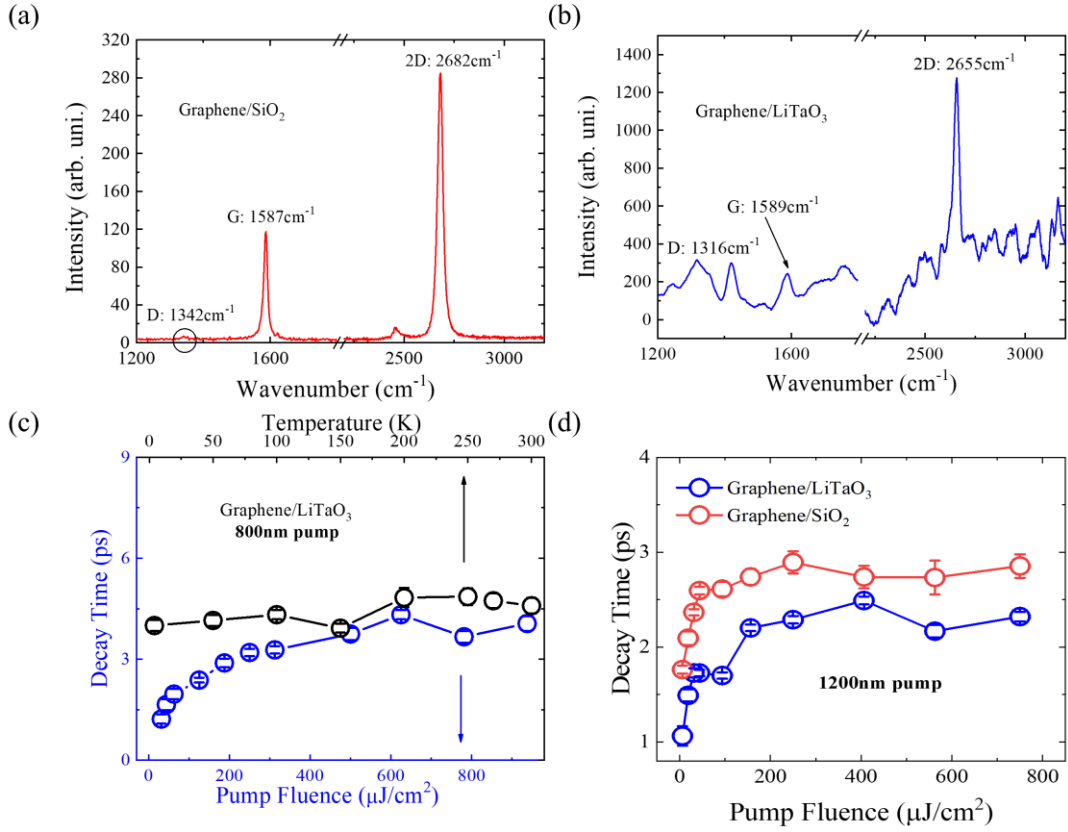 (a)
320
280
240
200
160
120
80
40
0
Intensity (arb. uni.)
2D: 2682cm⁻¹
Graphene/SiO₂
G: 1587cm⁻¹
D: 1342cm⁻¹
1200
1600
2500
3000
Wavenumber (cm⁻¹)
(b)
1400
1200
1000
800
600
400
200
0
Intensity (arb. uni.)
2D: 2655cm⁻¹
Graphene/LiTaO₃
G: 1589cm⁻¹
D: 1316cm⁻¹
1200
1600
2500
3000
Wavenumber (cm⁻¹)
(c)
Temperature (K)
0 50 100 150 200 250 300
9
6
3
0
Decay Time (ps)
Graphene/LiTaO₃
800nm pump
0 200 400 600 800
Pump Fluence (μJ/cm²)
(d)
4
3
2
1
Decay Time (ps)
Graphene/LiTaO₃
Graphene/SiO₂
1200nm pump
0 200 400 600 800
Pump Fluence (μJ/cm²)